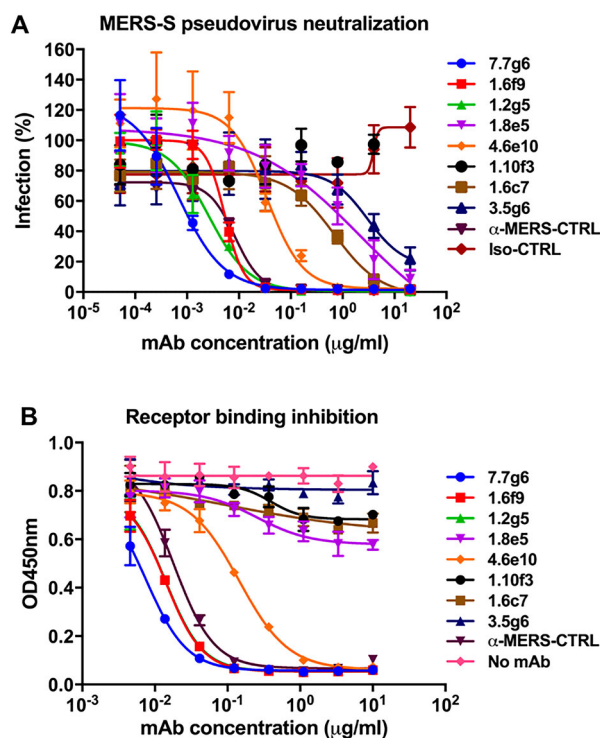 A
MERS-S pseudovirus neutralization
Infection (%)
160
140
120
100
80
60
40
20
0
10⁻⁵
10⁻⁴
10⁻³
10⁻²
10⁻¹
10⁰
10¹
10²
mAb concentration (μg/ml)
7.7g6
1.6f9
1.2g5
1.8e5
4.6e10
1.10f3
1.6c7
3.5g6
α-MERS-CTRL
Iso-CTRL
B
Receptor binding inhibition
OD450nm
1.0
0.8
0.6
0.4
0.2
0.0
10⁻³
10⁻²
10⁻¹
10⁰
10¹
10²
mAb concentration (μg/ml)
7.7g6
1.6f9
1.2g5
1.8e5
4.6e10
1.10f3
1.6c7
3.5g6
α-MERS-CTRL
No mAb